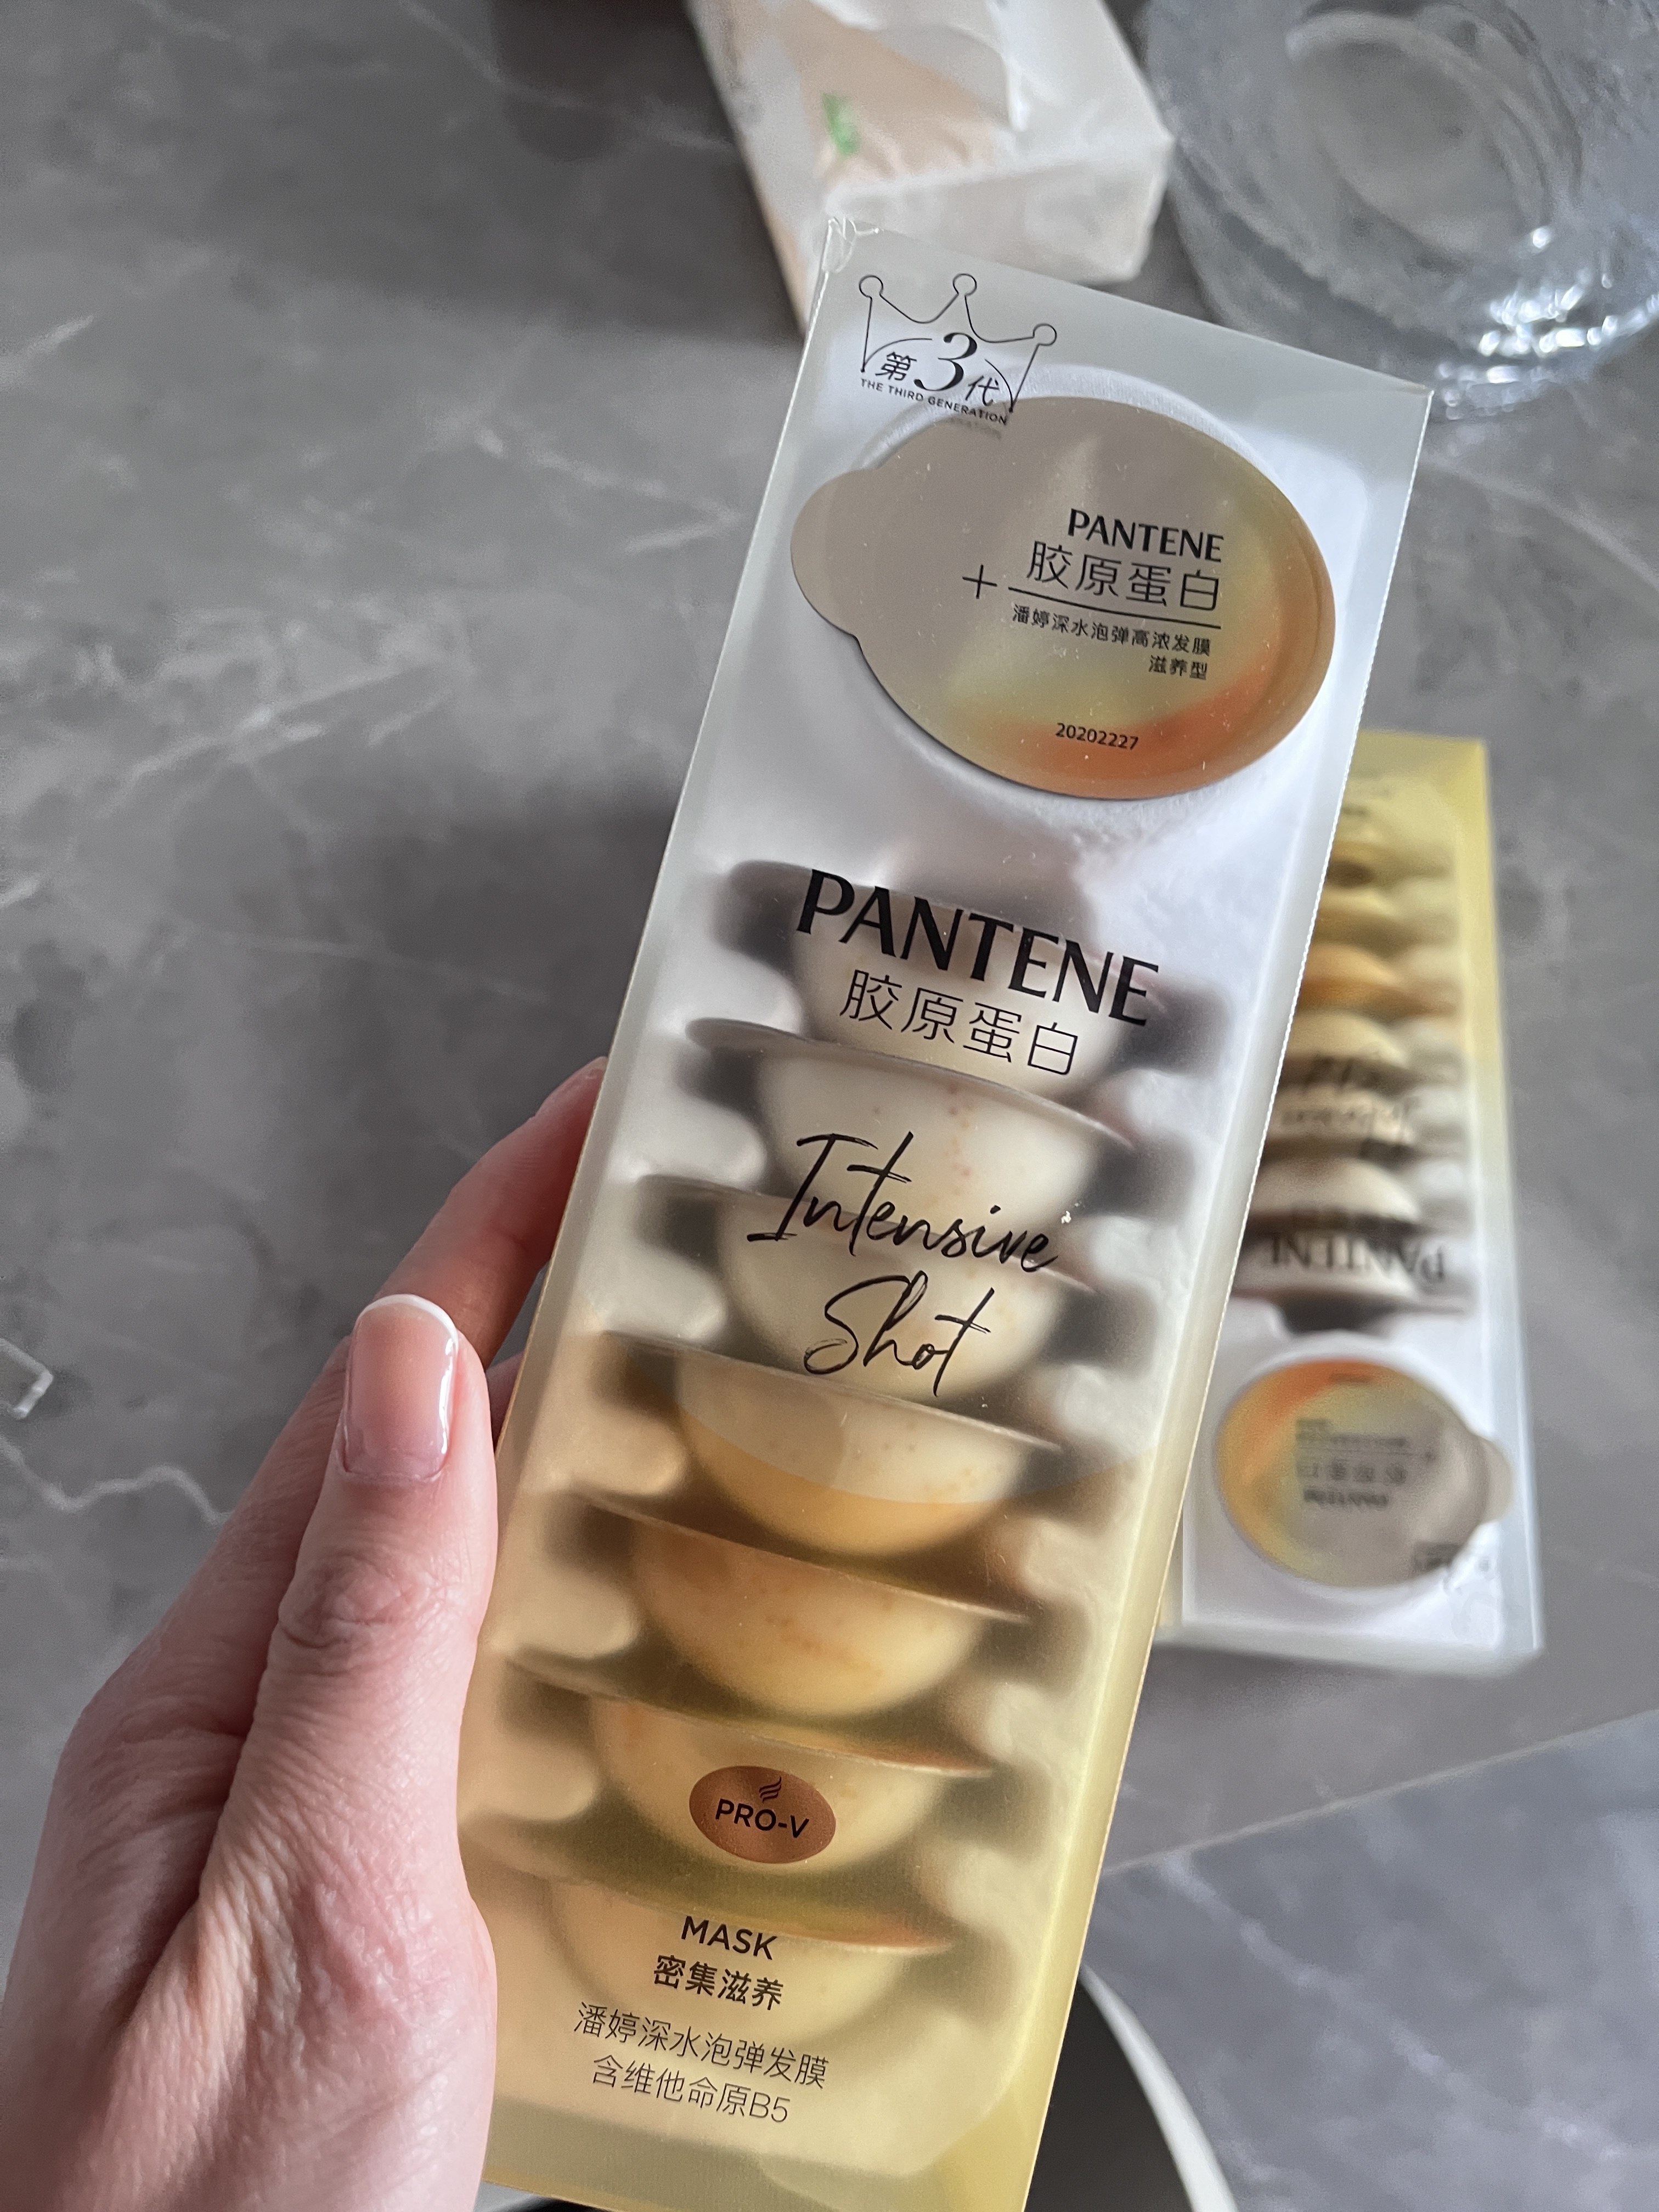 第3代
THE THIRD GENERATION
PANTENE
胶原蛋白
+
潘婷深水泡弹高浓发膜
滋养型
20202227
PANTENE
胶原蛋白
Intensive
Shot
PRO-V
MASK
密集滋养
潘婷深水泡弹发膜
含维他命原B5
PANTENE